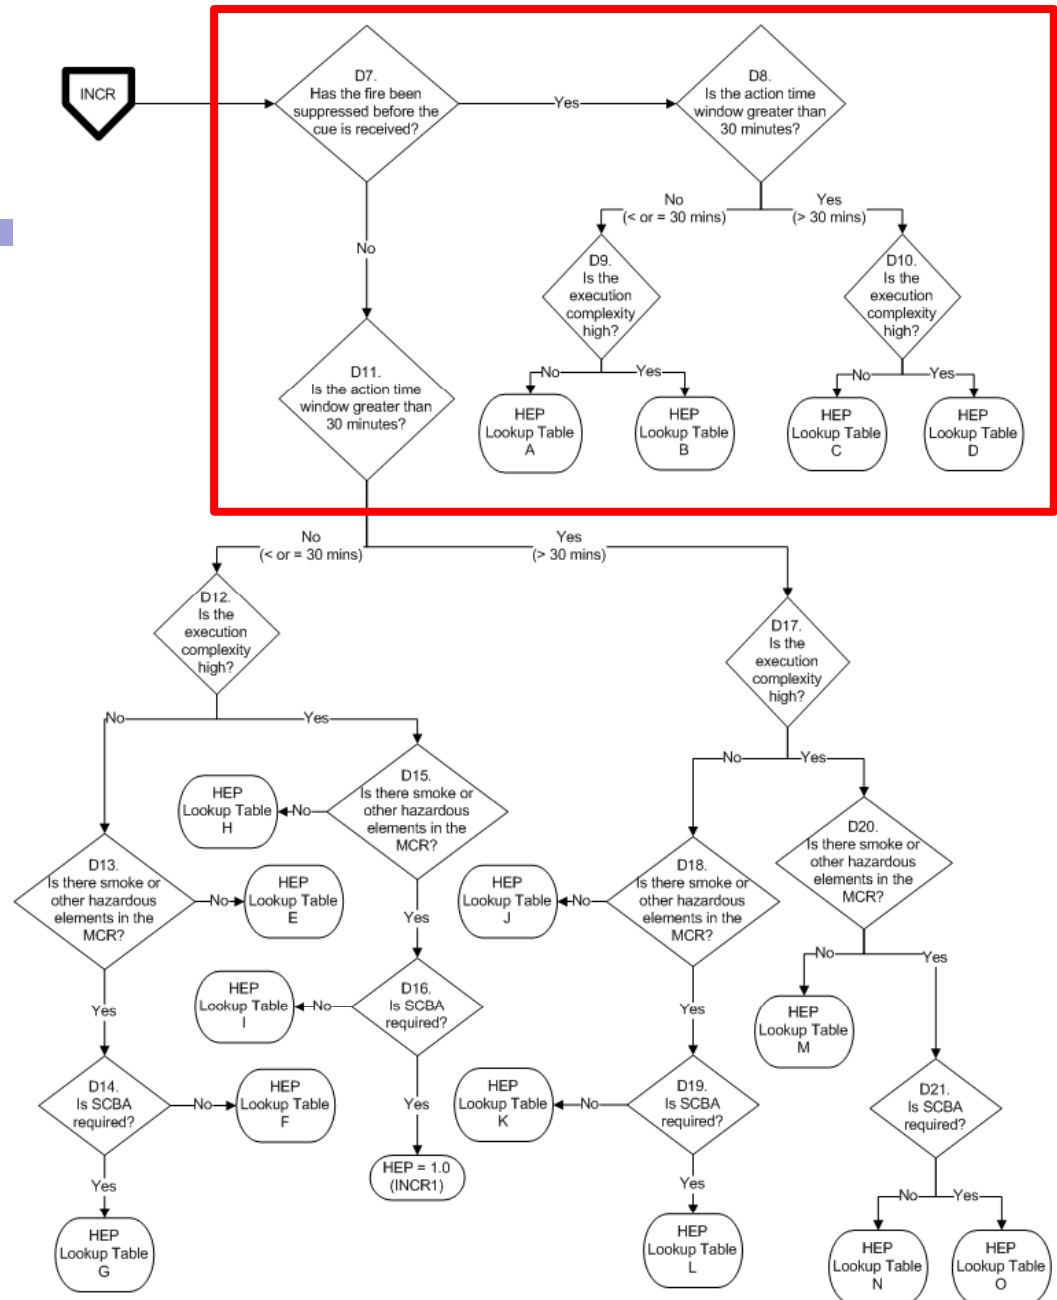 INCR
D7.
Has the fire been
suppressed before the
cue is received?
Yes
D8.
Is the action time
window greater than
30 minutes?
No
(< or = 30 mins)
Yes
(> 30 mins)
No
D9.
Is the
execution
complexity
high?
D10.
Is the
execution
complexity
high?
D11.
Is the action time
window greater than
30 minutes?
No
Yes
No
Yes
HEP
Lookup Table
A
HEP
Lookup Table
B
HEP
Lookup Table
C
HEP
Lookup Table
D
No
(< or = 30 mins)
Yes
(> 30 mins)
D12.
Is the
execution
complexity
high?
D17.
Is the
execution
complexity
high?
No
Yes
No
Yes
HEP
Lookup Table
H
No
D15.
Is there smoke or
other hazardous
elements in the
MCR?
D20.
Is there smoke or
other hazardous
elements in the
MCR?
D13.
Is there smoke or
other hazardous
elements in the
MCR?
No
HEP
Lookup Table
E
Yes
HEP
Lookup Table
J
No
D18.
Is there smoke or
other hazardous
elements in the
MCR?
No
Yes
Yes
HEP
Lookup Table
I
No
D16.
Is SCBA
required?
Yes
HEP
Lookup Table
M
D14.
Is SCBA
required?
No
HEP
Lookup Table
F
Yes
HEP
Lookup Table
K
No
D19.
Is SCBA
required?
D21.
Is SCBA
required?
Yes
HEP = 1.0
(INCR1)
Yes
No
Yes
HEP
Lookup Table
G
HEP
Lookup Table
L
HEP
Lookup Table
N
HEP
Lookup Table
O